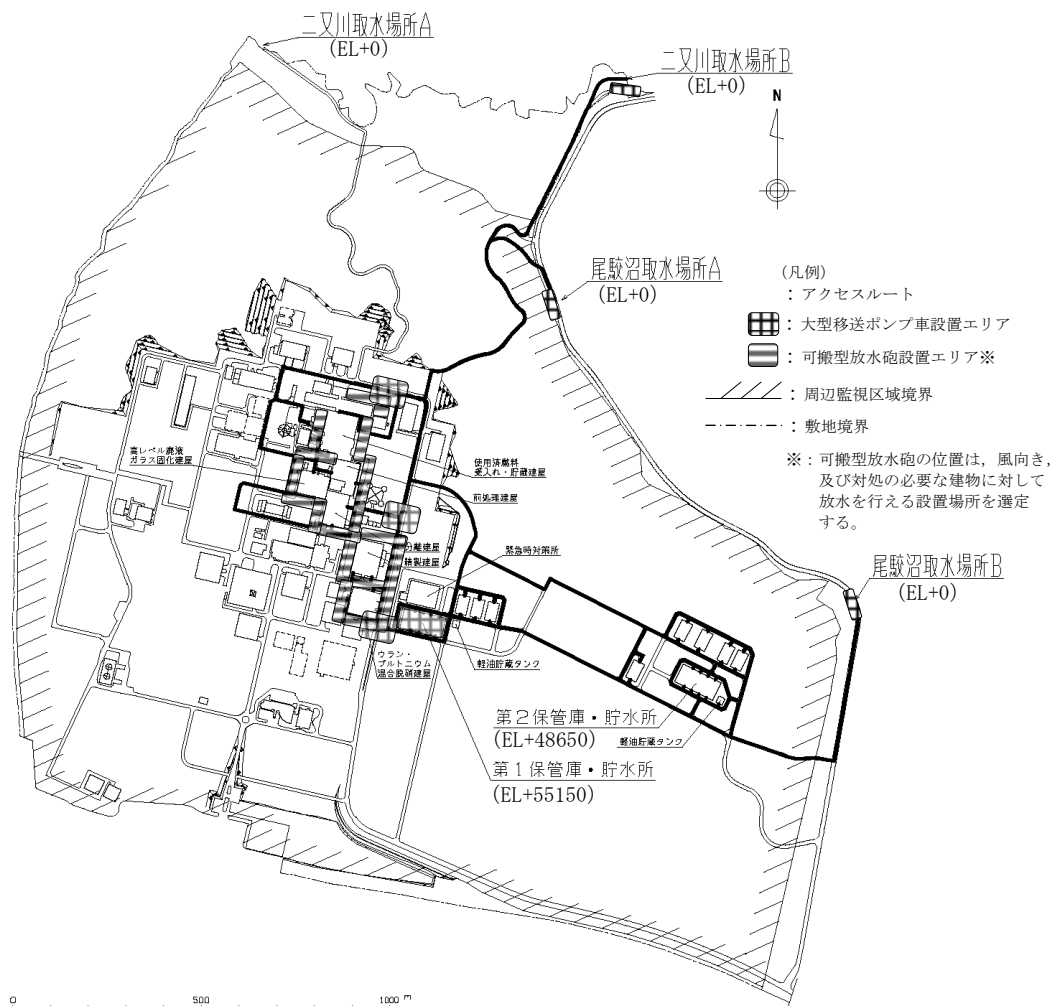 二又川取水場所A
(EL+0)
二又川取水場所B
(EL+0)
N
尾駮沼取水場所A
(EL+0)
(凡例)
：アクセスルート
：大型移送ポンプ車設置エリア
：可搬型放水砲設置エリア※
：周辺監視区域境界
：敷地境界
※：可搬型放水砲の位置は，風向き，
及び対処の必要な建物に対して
放水を行える設置場所を選定
する。
高レベル廃液
ガラス固化建屋
使用済燃料
受入れ・貯蔵建屋
前処理建屋
分離建屋
精製建屋
緊急時対策所
尾駮沼取水場所B
(EL+0)
ウラン・
プルトニウム
混合脱硝建屋
軽油貯蔵タンク
第2保管庫・貯水所
(EL+48650)
軽油貯蔵タンク
第1保管庫・貯水所
(EL+55150)
0 500 1000 m